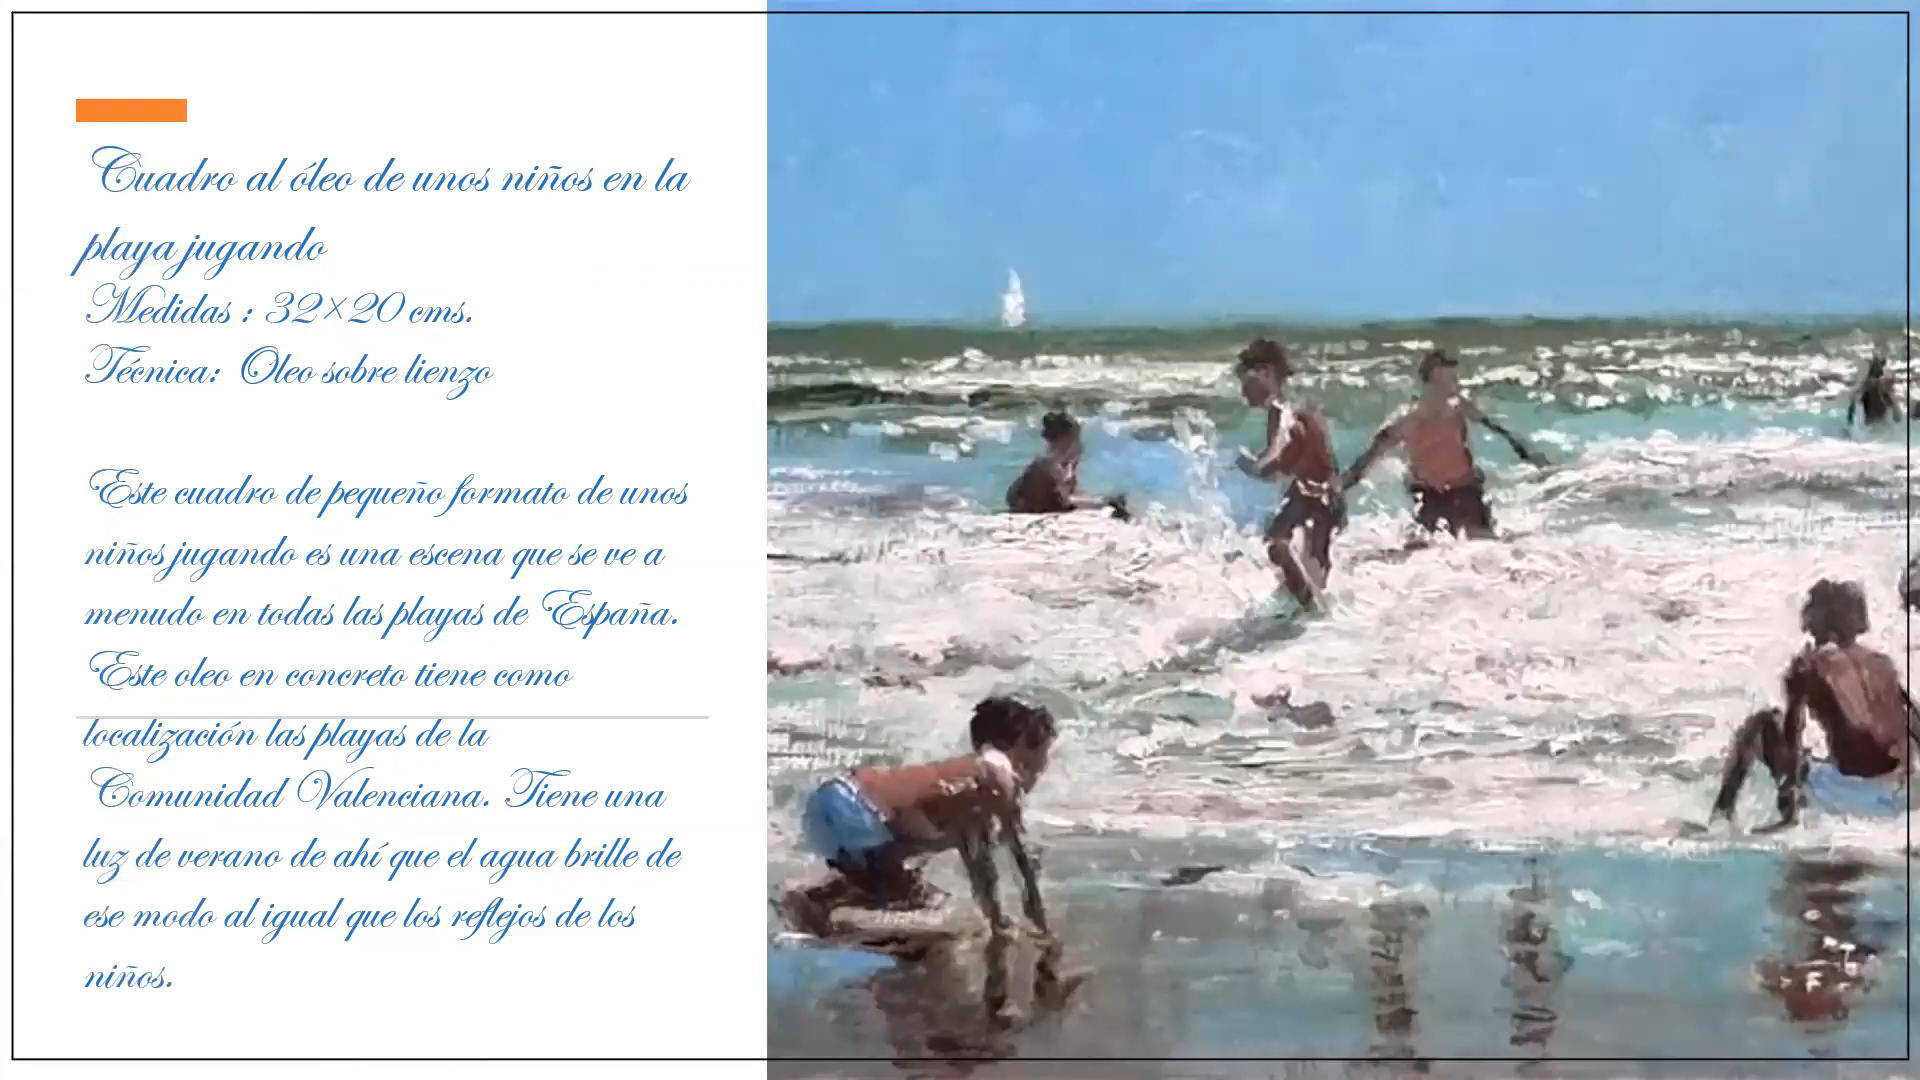 Cuadro al óleo de unos niños en la
playa jugando
Medidas : 32×20 cms.
Técnica: Oleo sobre lienzo
Este cuadro de pequeño formato de unos
niños jugando es una escena que se ve a
menudo en todas las playas de España.
Este oleo en concreto tiene como
localización las playas de la
Comunidad Valenciana. Tiene una
luz de verano de ahí que el agua brille de
ese modo al igual que los reflejos de los
niños.